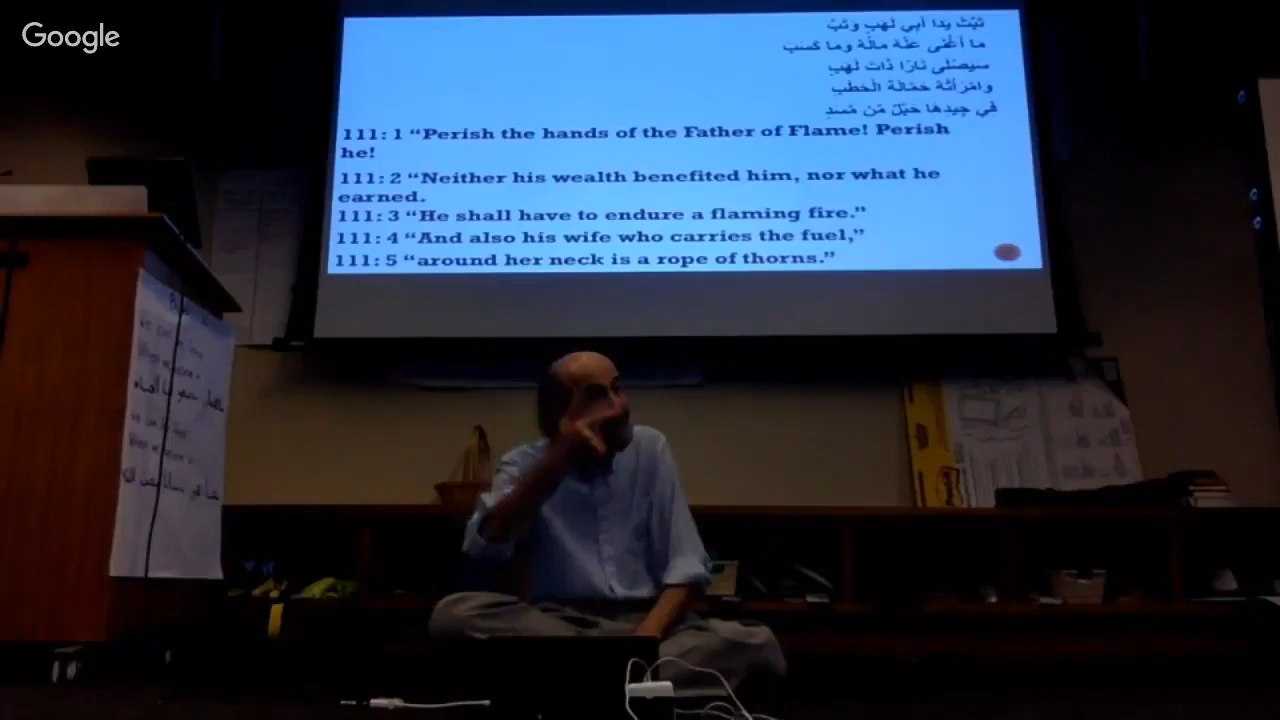 Google
تَبَّتْ يَدَا أَبِي لَهَبٍ وَتَبَّ
مَا أَغْنَى عَنْهُ مَالُهُ وَمَا كَسَبَ
سَيَصْلَى نَارًا ذَاتَ لَهَبٍ
وَامْرَأَتُهُ حَمَّالَةَ الْحَطَبِ
فِي جِيدِهَا حَبْلٌ مِّن مَّسَدٍ
111: 1 “Perish the hands of the Father of Flame! Perish
he!
111: 2 “Neither his wealth benefited him, nor what he
earned.
111: 3 “He shall have to endure a flaming fire.”
111: 4 “And also his wife who carries the fuel,”
111: 5 “around her neck is a rope of thorns.”